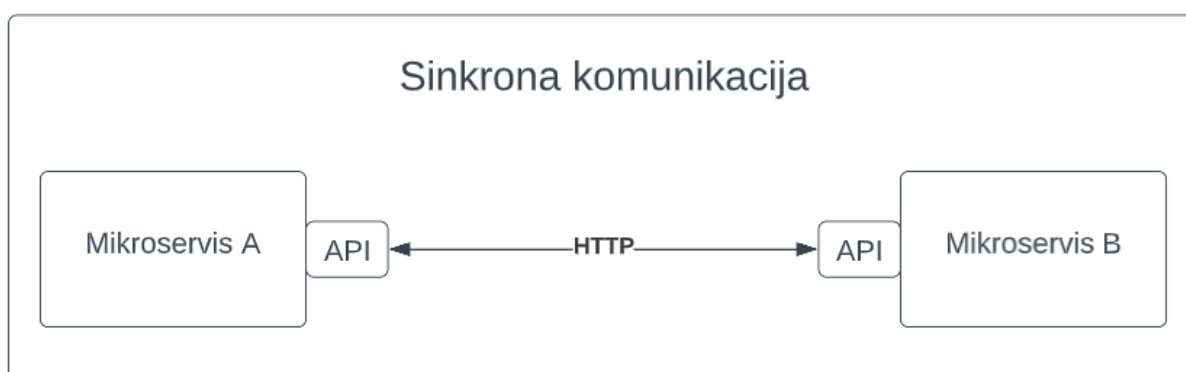 Sinkrona komunikacija
Mikroservis A
API
HTTP
API
Mikroservis B